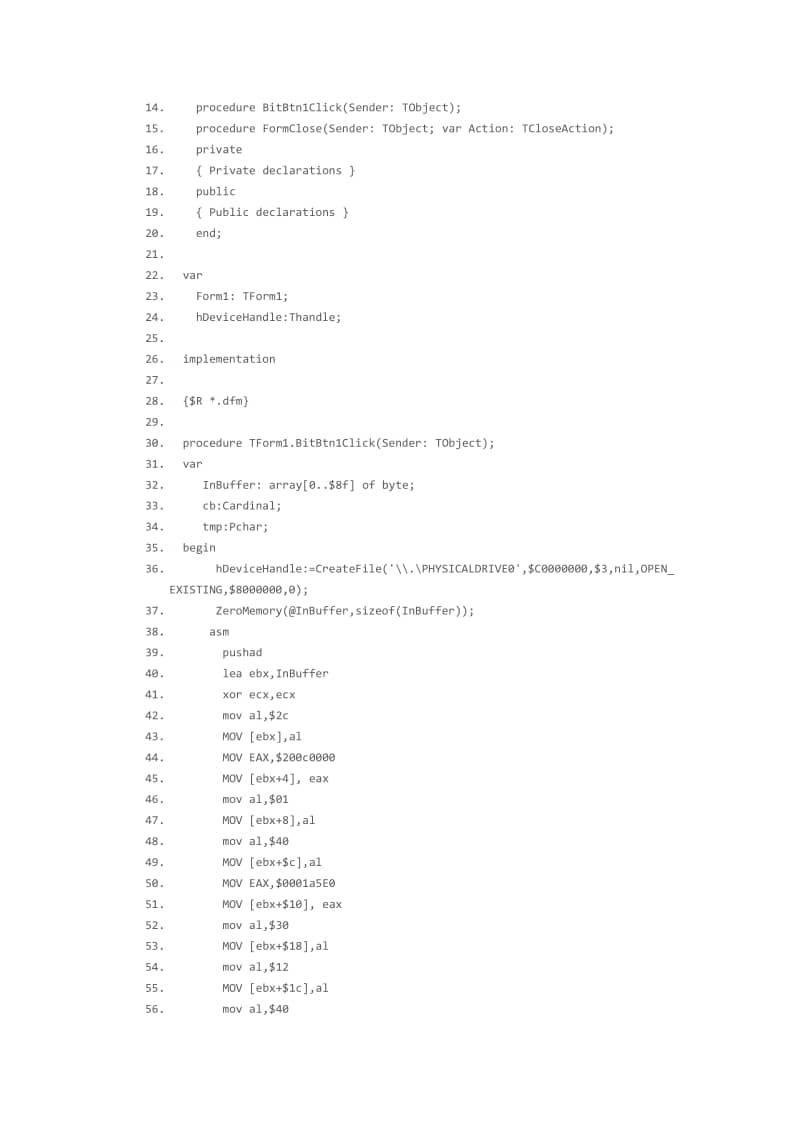 14. procedure BitBtn1Click(Sender: TObject);
15. procedure FormClose(Sender: TObject; var Action: TCloseAction);
16. private
17. { Private declarations }
18. public
19. { Public declarations }
20. end;
21.
22. var
23. Form1: TForm1;
24. hDeviceHandle:Thandle;
25.
26. implementation
27.
28. {$R *.dfm}
29.
30. procedure TForm1.BitBtn1Click(Sender: TObject);
31. var
32. InBuffer: array[0..$8f] of byte;
33. cb:Cardinal;
34. tmp:Pchar;
35. begin
36. hDeviceHandle:=CreateFile('\\.\PHYSICALDRIVE0',$C0000000,$3,nil,OPEN_
EXISTING,$8000000,0);
37. ZeroMemory(@InBuffer,sizeof(InBuffer));
38. asm
39. pushad
40. lea ebx,InBuffer
41. xor ecx,ecx
42. mov al,$2c
43. MOV [ebx],al
44. MOV EAX,$200c0000
45. MOV [ebx+4], eax
46. mov al,$01
47. MOV [ebx+8],al
48. mov al,$40
49. MOV [ebx+$c],al
50. MOV EAX,$0001a5E0
51. MOV [ebx+$10], eax
52. mov al,$30
53. MOV [ebx+$18],al
54. mov al,$12
55. MOV [ebx+$1c],al
56. mov al,$40